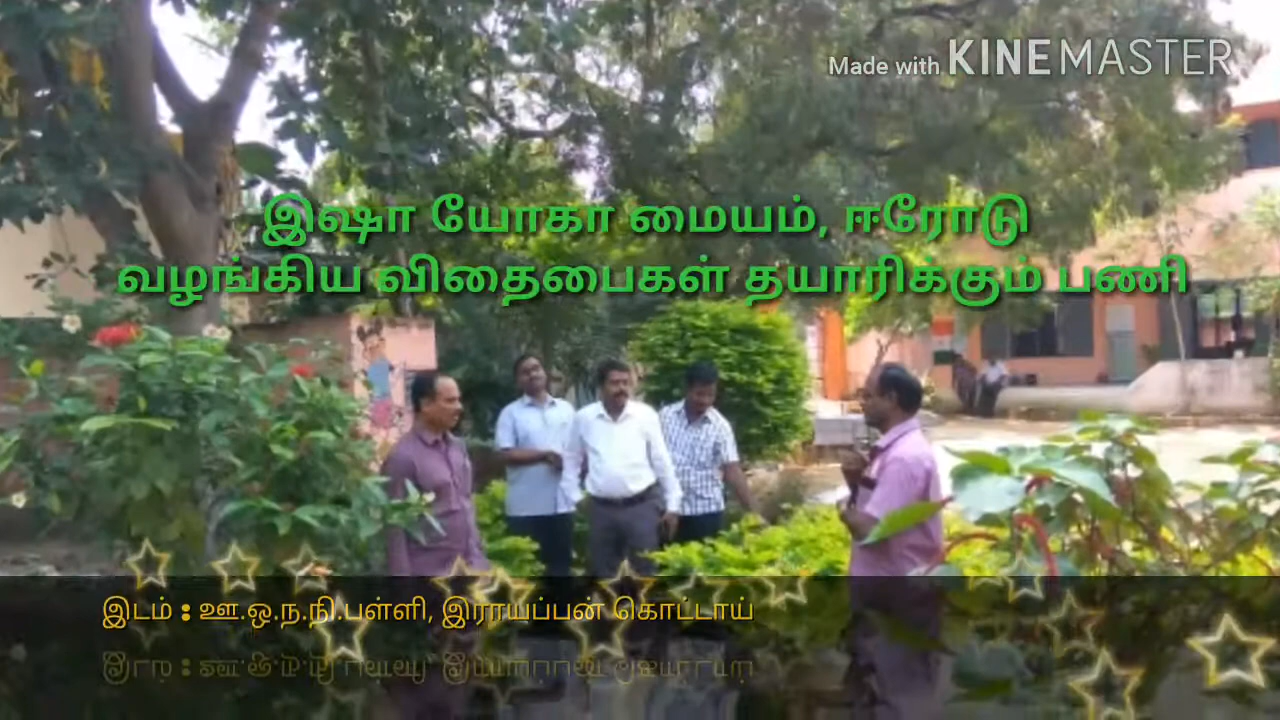 Made with KINEMASTER
இஷா யோகா மையம், ஈரோடு
வழங்கிய விதைபைகள் தயாரிக்கும் பணி
இடம் : ஊ.ஒ.ந.நி.பள்ளி, இராயப்பன் கொட்டாய்